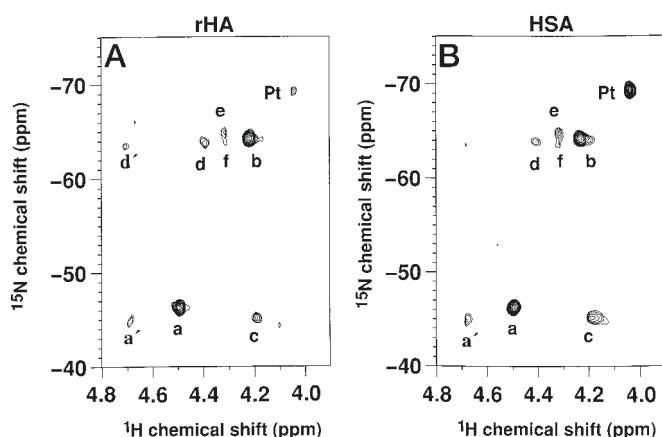 rHA
A
−70
−60
−50
−40
¹⁵N chemical shift (ppm)
Pt
e
d´
d
f
b
a´
a
c
4.8
4.6
4.4
4.2
4.0
¹H chemical shift (ppm)
HSA
B
−70
−60
−50
−40
¹⁵N chemical shift (ppm)
Pt
e
d
f
b
a´
a
c
4.8
4.6
4.4
4.2
4.0
¹H chemical shift (ppm)